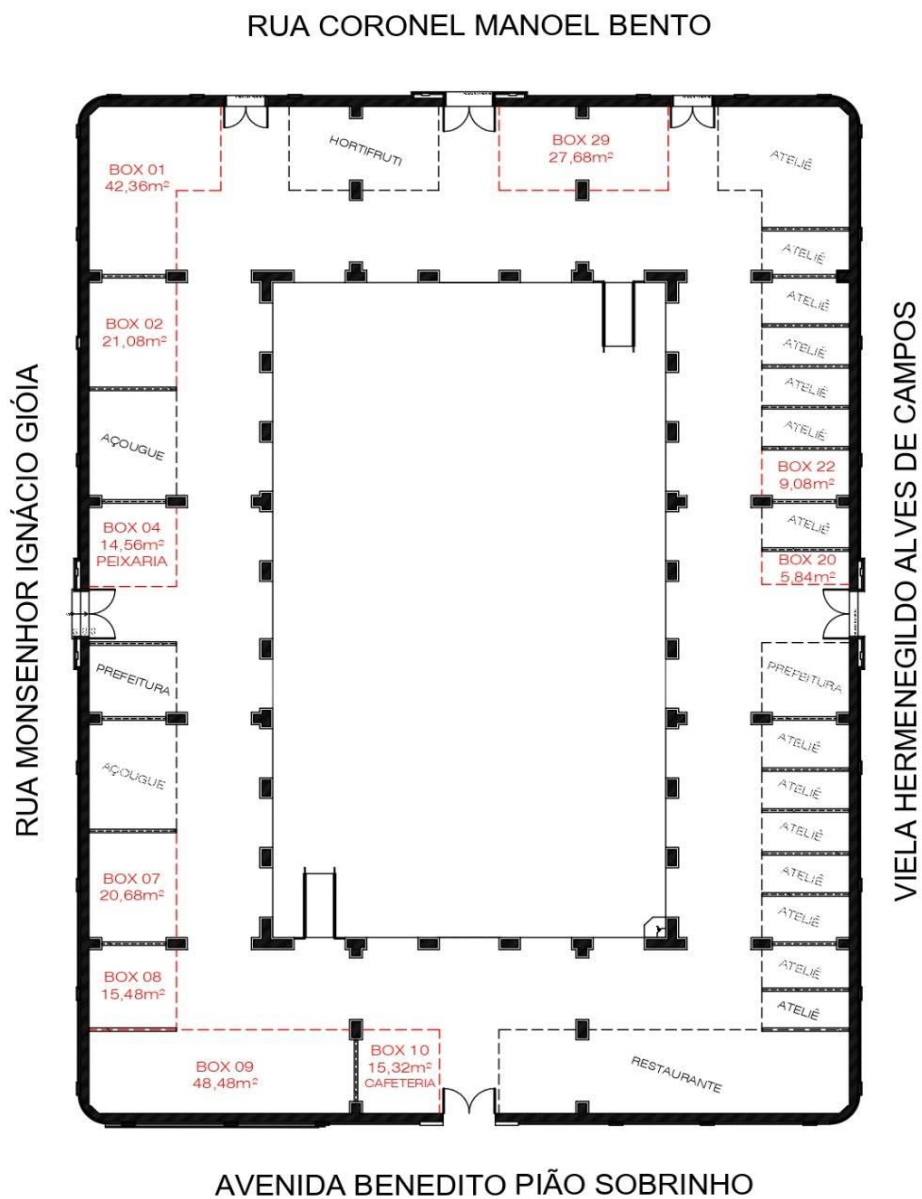 RUA CORONEL MANOEL BENTO
BOX 01
42,36m²
HORTIFRUTI
BOX 29
27,68m²
ATELIÊ
ATELIÊ
BOX 02
21,08m²
ATELIÊ
ATELIÊ
ATELIÊ
ATELIÊ
AÇOUGUE
BOX 22
9,08m²
BOX 04
14,56m²
PEIXARIA
ATELIÊ
BOX 20
5,84m²
RUA MONSENHOR IGNÁCIO GIÓIA
VIELA HERMENEGILDO ALVES DE CAMPOS
PREFEITURA
PREFEITURA
AÇOUGUE
ATELIÊ
ATELIÊ
ATELIÊ
ATELIÊ
ATELIÊ
BOX 07
20,68m²
BOX 08
15,48m²
ATELIÊ
ATELIÊ
BOX 09
48,48m²
BOX 10
15,32m²
CAFETERIA
RESTAURANTE
AVENIDA BENEDITO PIÃO SOBRINHO